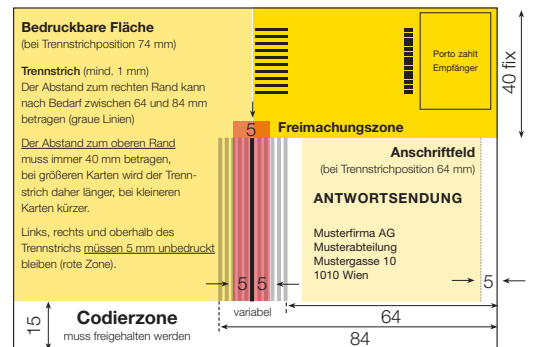 Bedruckbare Fläche
(bei Trennstrichposition 74 mm)
Trennstrich (mind. 1 mm)
Der Abstand zum rechten Rand kann
nach Bedarf zwischen 64 und 84 mm
betragen (graue Linien)
Der Abstand zum oberen Rand
muss immer 40 mm betragen,
bei größeren Karten wird der Trenn-
strich daher länger, bei kleineren
Karten kürzer.
Links, rechts und oberhalb des
Trennstrichs müssen 5 mm unbedruckt
bleiben (rote Zone).
Porto zahlt
Empfänger
40 fix
5
Freimachungszone
Anschriftfeld
(bei Trennstrichposition 64 mm)
ANTWORTSENDUNG
Musterfirma AG
Musterabteilung
Mustergasse 10
1010 Wien
5 5
5
15
Codierzone
muss freigehalten werden
variabel
64
84